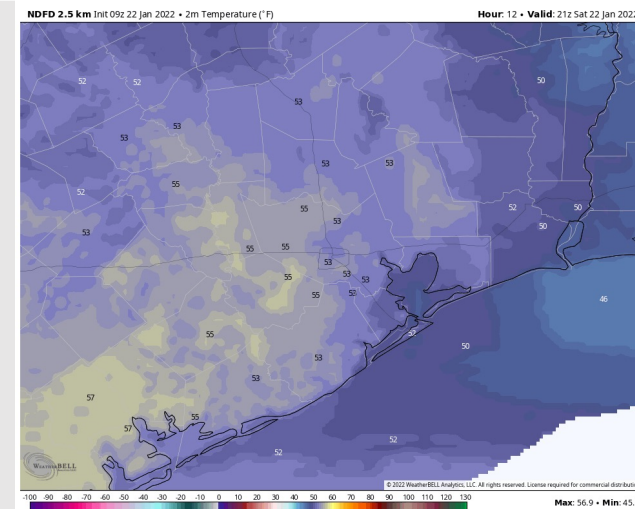 NDFD 2.5 km Init 09z 22 Jan 2022 • 2m Temperature (°F)
Hour: 12 • Valid: 21z Sat 22 Jan 2022
52 52 50
53
53 53
53 53
55
52
55 52 50
53 50
53
55 55
53
55 53 53
46
55 53
55 53
50
53
53
57
55
57
52 52
WeatherBELL
© 2022 WeatherBELL Analytics, LLC. All rights reserved. License required for commercial distributi
-100 -90 -80 -70 -60 -50 -40 -30 -20 -10 0 10 20 30 40 50 60 70 80 90 100 110 120 130
Max: 56.9 • Min: 45.